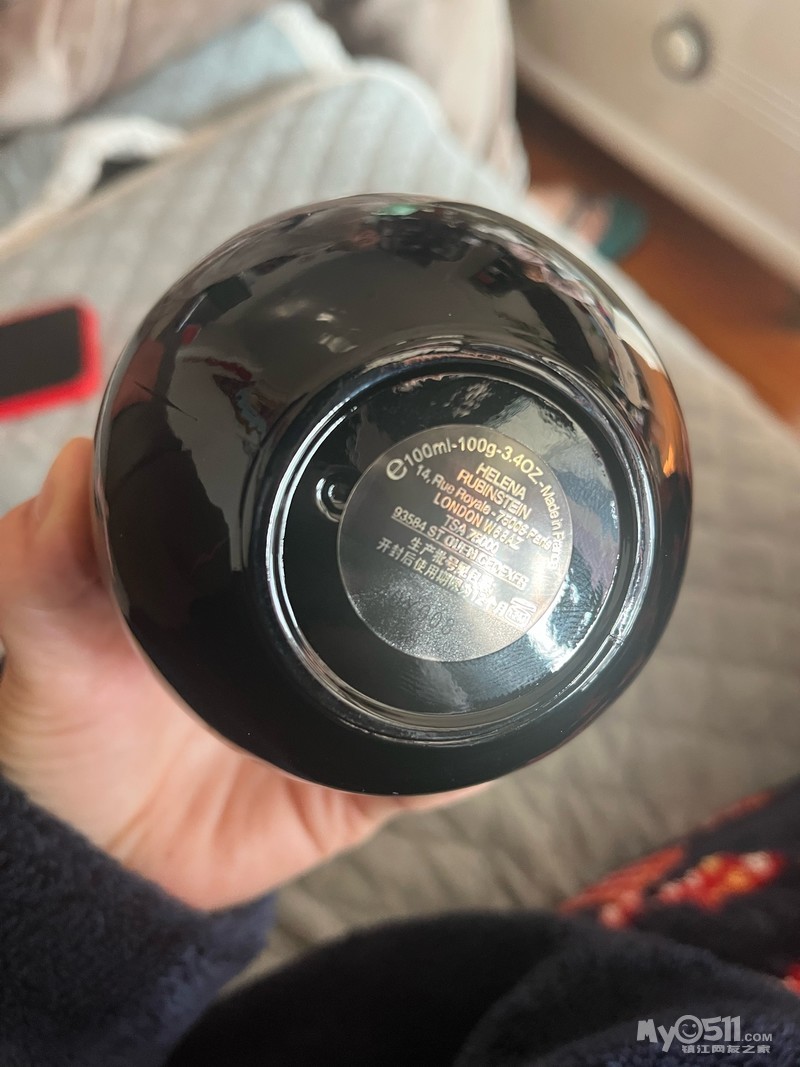 e100ml-100g-3.4OZ.-Made in France
HELENA
RUBINSTEIN
14, Rue Royale - 75008 Paris
LONDON W6 8AZ
TSA 75000
93584 ST OUEN CEDEX FR
生产批号见
开封后使用期限
My0511.COM
镇江网友之家